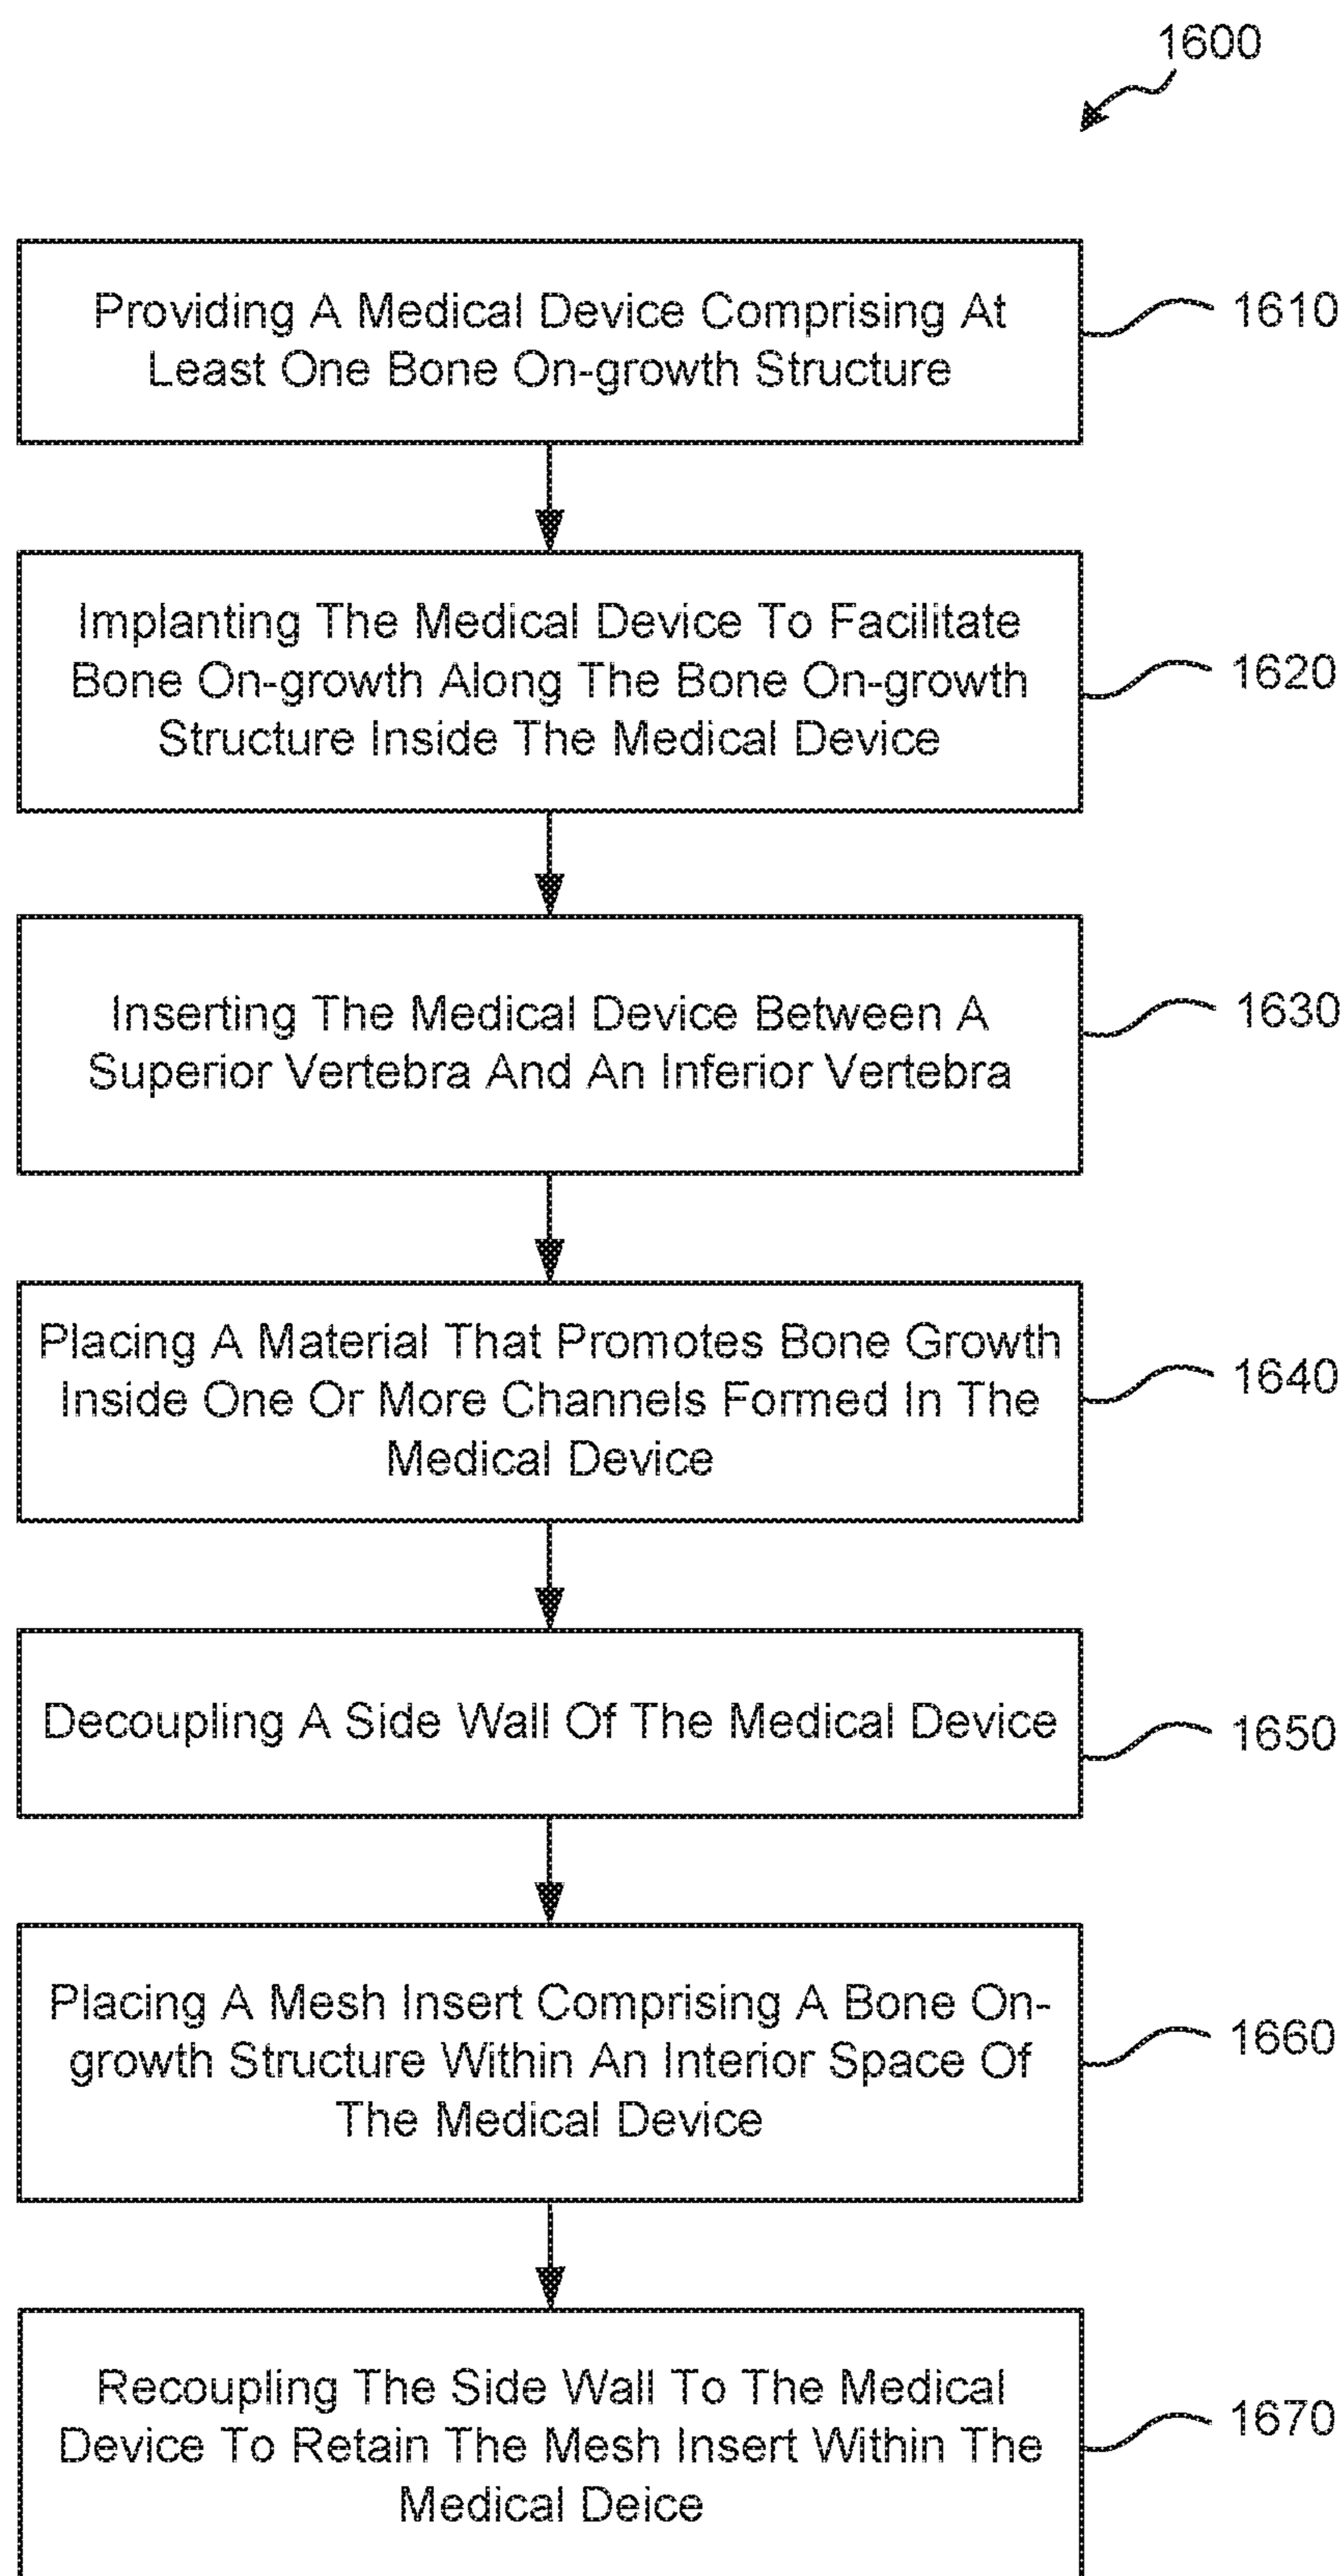 1600
Providing A Medical Device Comprising At
Least One Bone On-growth Structure
1610
Implanting The Medical Device To Facilitate
Bone On-growth Along The Bone On-growth
Structure Inside The Medical Device
1620
Inserting The Medical Device Between A
Superior Vertebra And An Inferior Vertebra
1630
Placing A Material That Promotes Bone Growth
Inside One Or More Channels Formed In The
Medical Device
1640
Decoupling A Side Wall Of The Medical Device
1650
Placing A Mesh Insert Comprising A Bone On-
growth Structure Within An Interior Space Of
The Medical Device
1660
Recoupling The Side Wall To The Medical
Device To Retain The Mesh Insert Within The
Medical Deice
1670